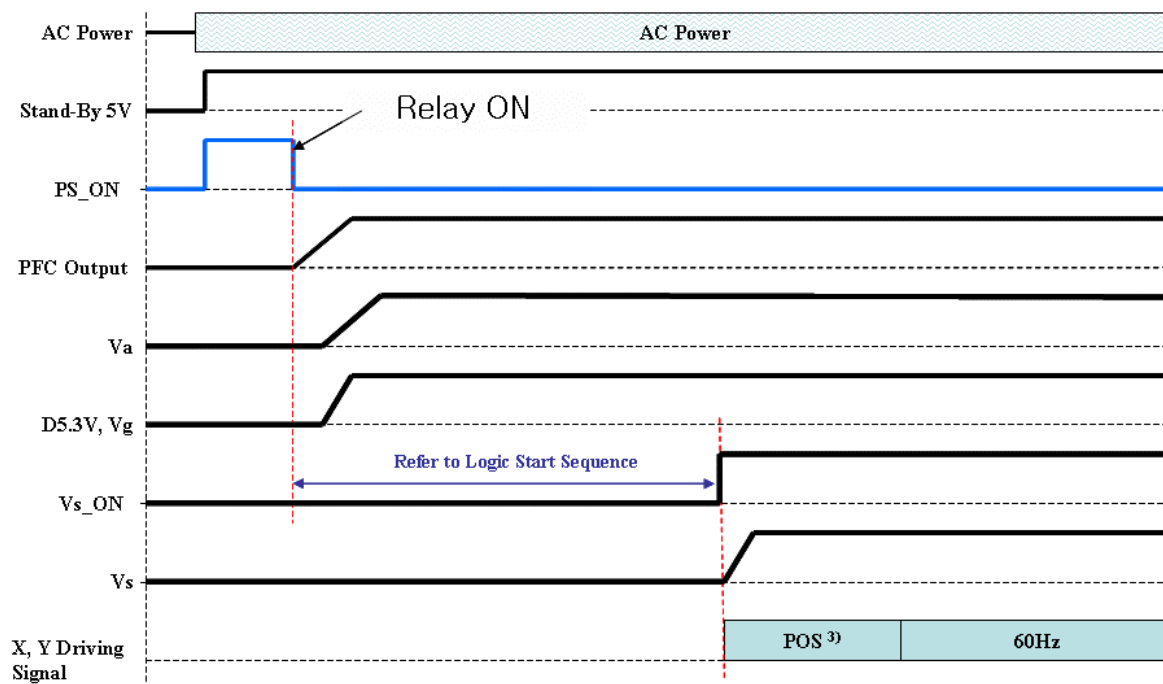 AC Power
AC Power
Stand-By 5V
Relay ON
PS_ON
PFC Output
Va
D5.3V, Vg
Refer to Logic Start Sequence
Vs_ON
Vs
X, Y Driving
Signal
POS 3)
60Hz